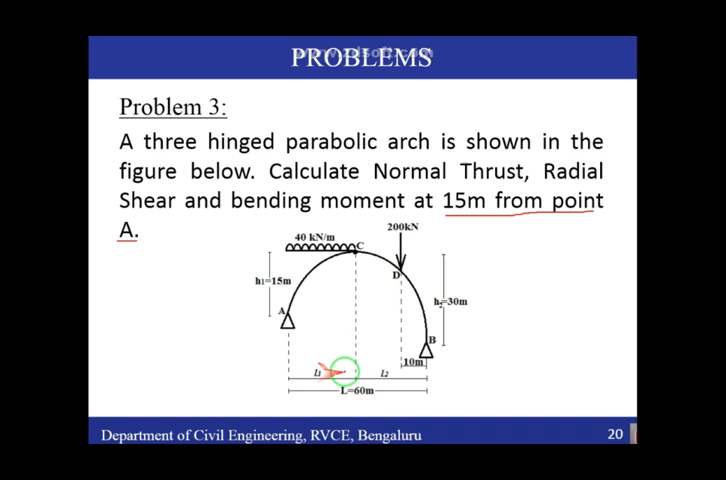 PROBLEMS
Problem 3:
A three hinged parabolic arch is shown in the
figure below. Calculate Normal Thrust, Radial
Shear and bending moment at 15m from point
A.
200kN
40 kN/m
C
D
h1=15m
A
h2=30m
B
10m
l1
l2
L=60m
Department of Civil Engineering, RVCE, Bengaluru
20